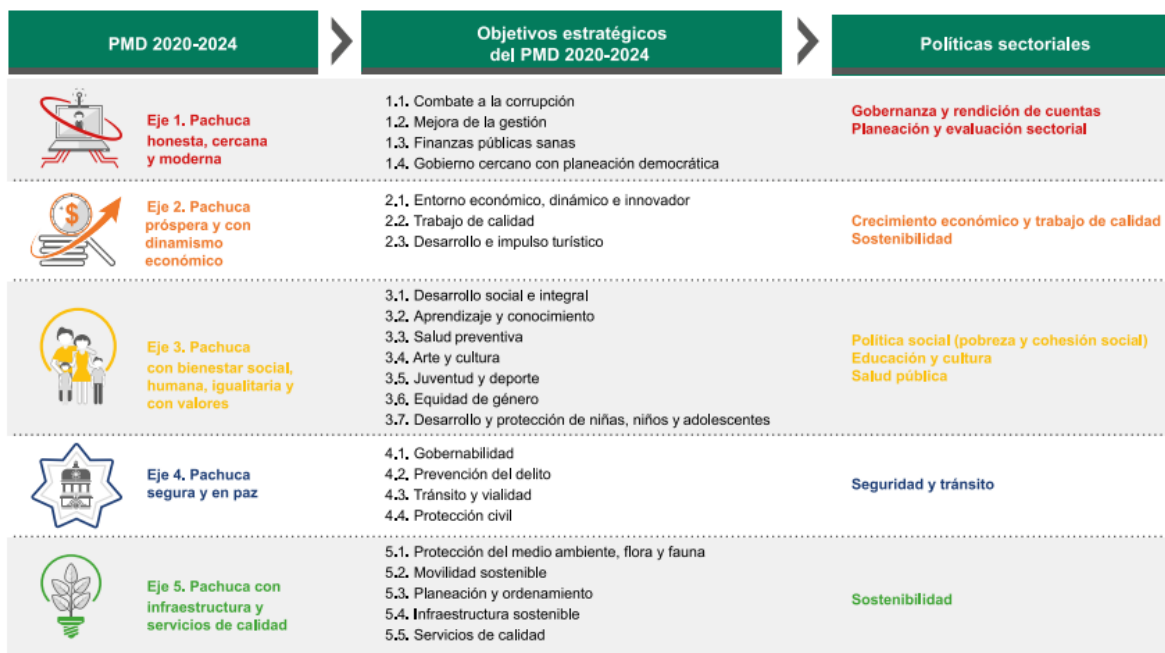 PMD 2020-2024
Objetivos estratégicos
del PMD 2020-2024
Políticas sectoriales
Eje 1. Pachuca
honesta, cercana
y moderna
1.1. Combate a la corrupción
1.2. Mejora de la gestión
1.3. Finanzas públicas sanas
1.4. Gobierno cercano con planeación democrática
Gobernanza y rendición de cuentas
Planeación y evaluación sectorial
Eje 2. Pachuca
próspera y con
dinamismo
económico
2.1. Entorno económico, dinámico e innovador
2.2. Trabajo de calidad
2.3. Desarrollo e impulso turístico
Crecimiento económico y trabajo de calidad
Sostenibilidad
Eje 3. Pachuca
con bienestar social,
humana, igualitaria y
con valores
3.1. Desarrollo social e integral
3.2. Aprendizaje y conocimiento
3.3. Salud preventiva
3.4. Arte y cultura
3.5. Juventud y deporte
3.6. Equidad de género
3.7. Desarrollo y protección de niñas, niños y adolescentes
Política social (pobreza y cohesión social)
Educación y cultura
Salud pública
Eje 4. Pachuca
segura y en paz
4.1. Gobernabilidad
4.2. Prevención del delito
4.3. Tránsito y vialidad
4.4. Protección civil
Seguridad y tránsito
Eje 5. Pachuca con
infraestructura y
servicios de calidad
5.1. Protección del medio ambiente, flora y fauna
5.2. Movilidad sostenible
5.3. Planeación y ordenamiento
5.4. Infraestructura sostenible
5.5. Servicios de calidad
Sostenibilidad